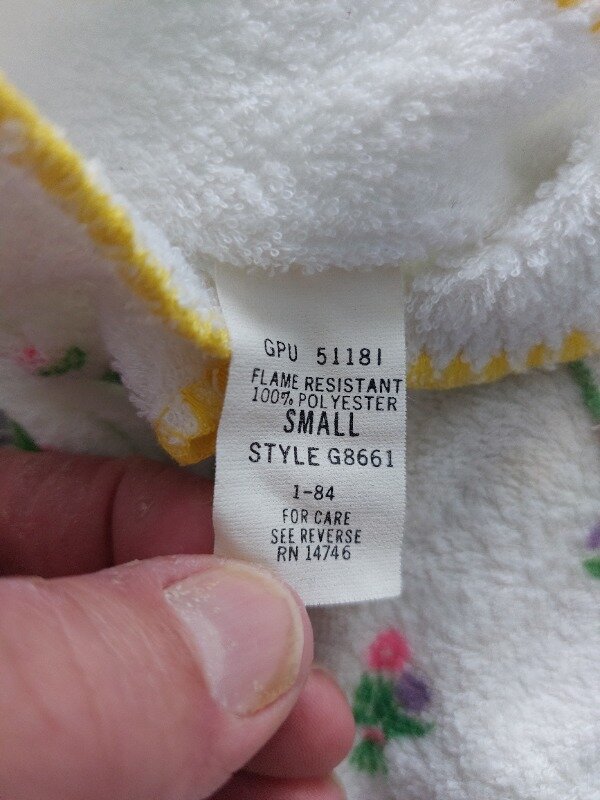 GPU 51181
FLAME RESISTANT
100% POLYESTER
SMALL
STYLE G8661
1-84
FOR CARE
SEE REVERSE
RN 14746